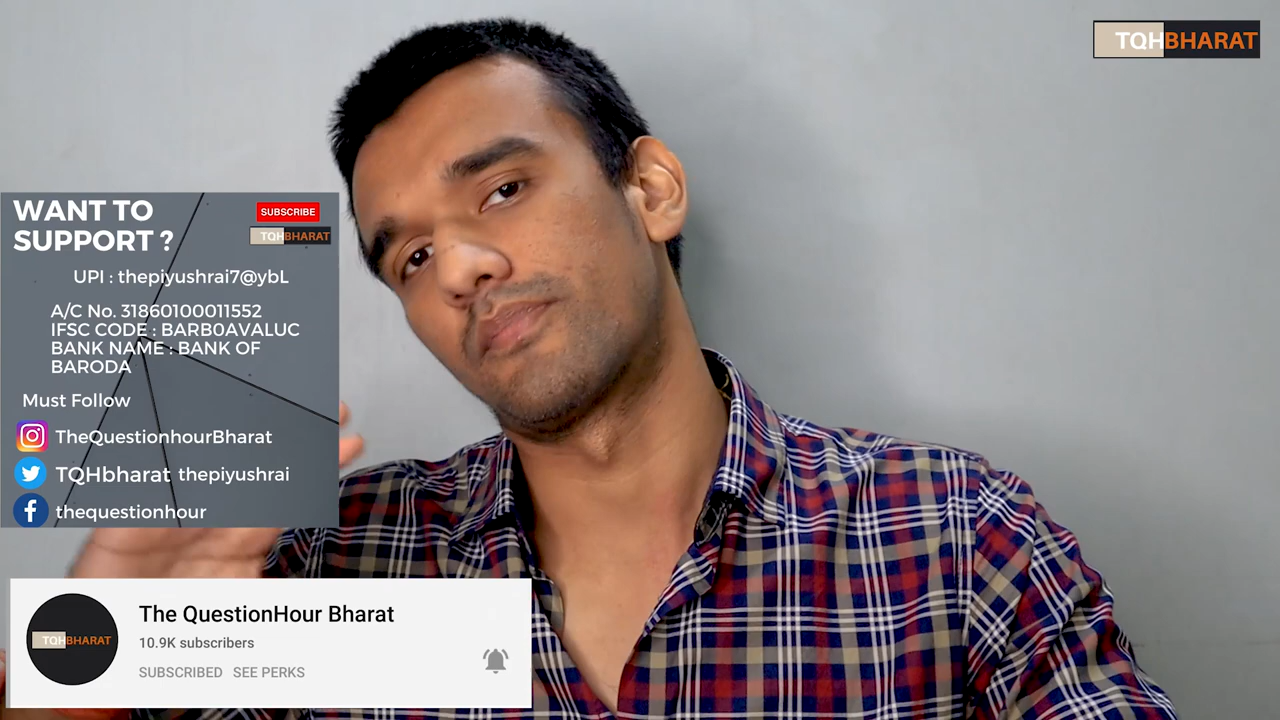 TQHBHARAT
WANT TO
SUPPORT ?
SUBSCRIBE
TQHBHARAT
UPI : thepiyushrai7@ybL
A/C No. 31860100011552
IFSC CODE : BARB0AVALUC
BANK NAME : BANK OF
BARODA
Must Follow
TheQuestionhourBharat
TQHbharat thepiyushrai
thequestionhour
TQHBHARAT
The QuestionHour Bharat
10.9K subscribers
SUBSCRIBED SEE PERKS